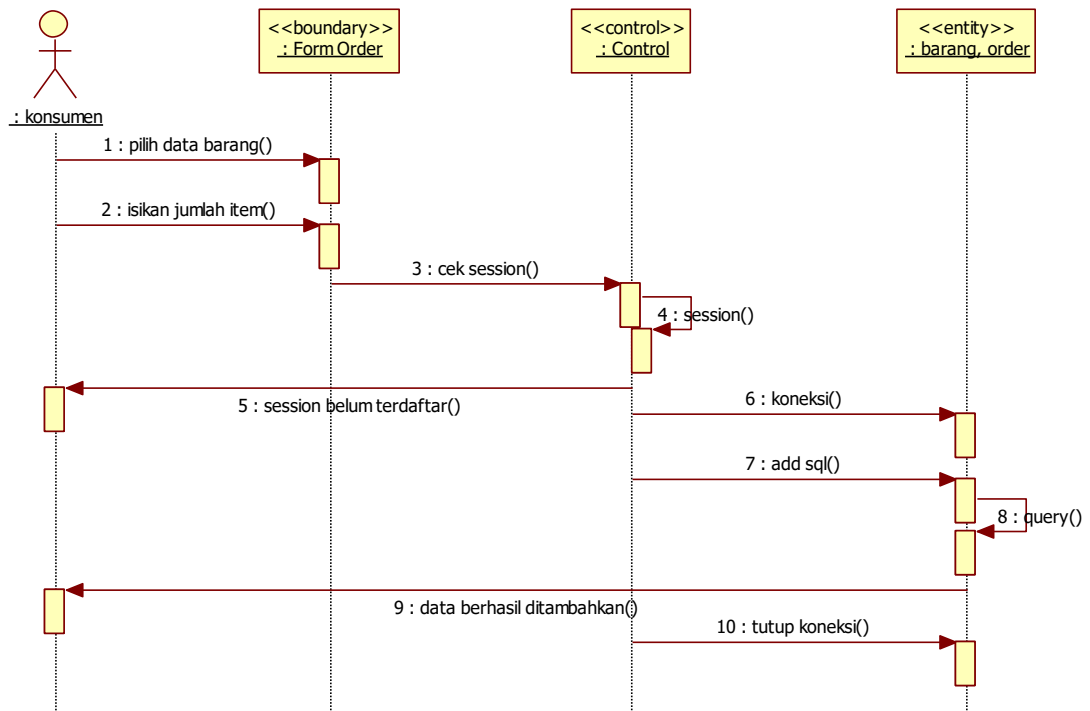 <<boundary>>
: Form Order
<<control>>
: Control
<<entity>>
: barang, order
: konsumen
1 : pilih data barang()
2 : isikan jumlah item()
3 : cek session()
4 : session()
5 : session belum terdaftar()
6 : koneksi()
7 : add sql()
8 : query()
9 : data berhasil ditambahkan()
10 : tutup koneksi()